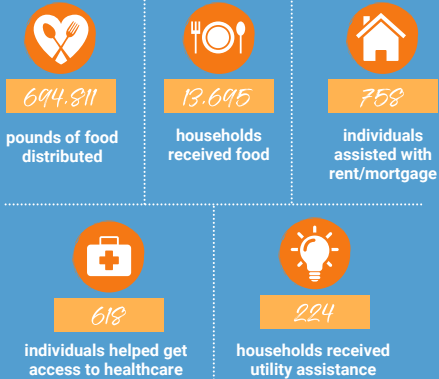 694.811
pounds of food
distributed
13.695
households
received food
758
individuals
assisted with
rent/mortgage
618
individuals helped get
access to healthcare
224
households received
utility assistance